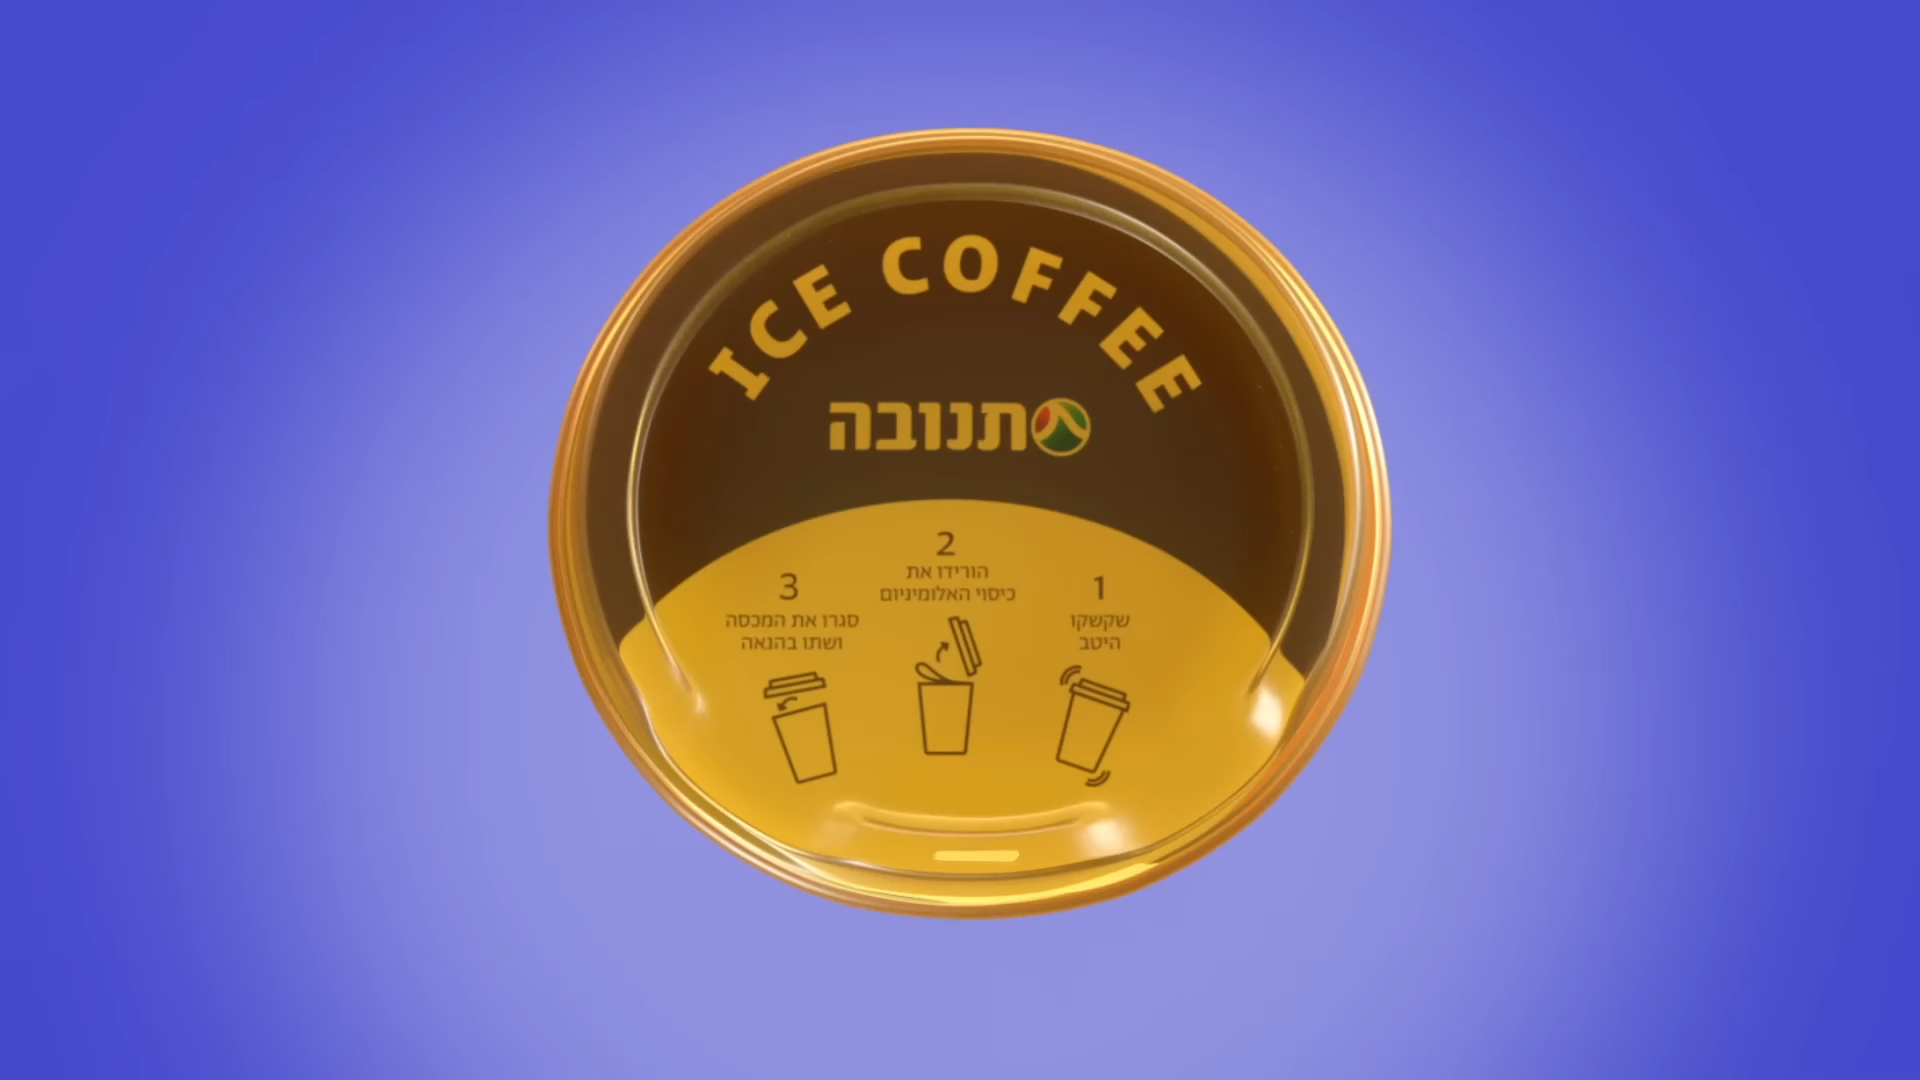 ICE COFFEE
תנובה
1
שקשקו
היטב
2
הורידו את
כיסוי האלומיניום
3
סגרו את המכסה
ושתו בהנאה